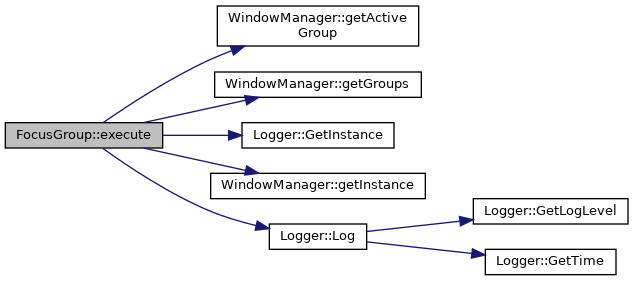 WindowManager::getActive
Group
WindowManager::getGroups
FocusGroup::execute
Logger::GetInstance
WindowManager::getInstance
Logger::Log
Logger::GetLogLevel
Logger::GetTime